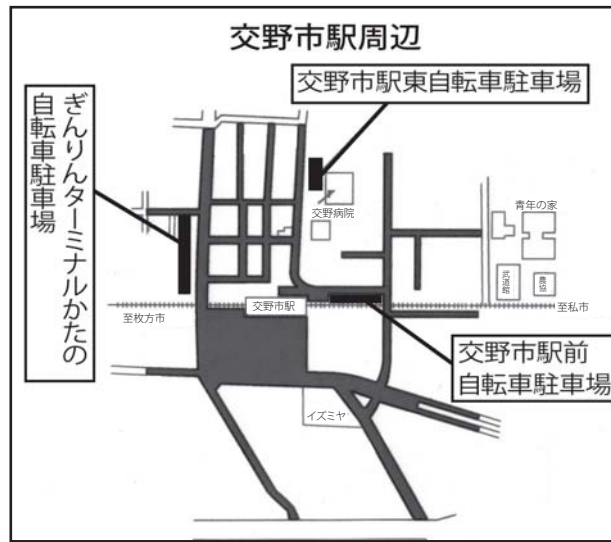 交野市駅周辺
交野市駅東自転車駐車場
ぎんりんターミナルかたの
自転車駐車場
交野病院
青年の家
武道館
農協
交野市駅
至枚方市
至私市
交野市駅前
自転車駐車場
イズミヤ